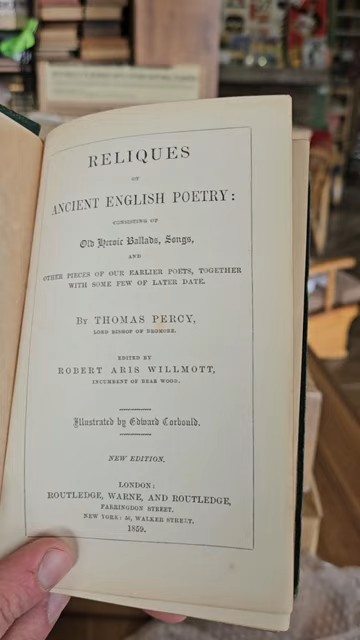 RELIQUES
OF
ANCIENT ENGLISH POETRY:
CONSISTING OF
Old Heroic Ballads, Songs,
AND
OTHER PIECES OF OUR EARLIER POETS, TOGETHER
WITH SOME FEW OF LATER DATE.
BY THOMAS PERCY,
LORD BISHOP OF DROMORE.
EDITED BY
ROBERT ARIS WILLMOTT,
INCUMBENT OF BEAR WOOD.
Illustrated by Edward Corbould.
NEW EDITION.
LONDON:
ROUTLEDGE, WARNE, AND ROUTLEDGE,
FARRINGDON STREET.
NEW YORK: 56, WALKER STREET.
1859.